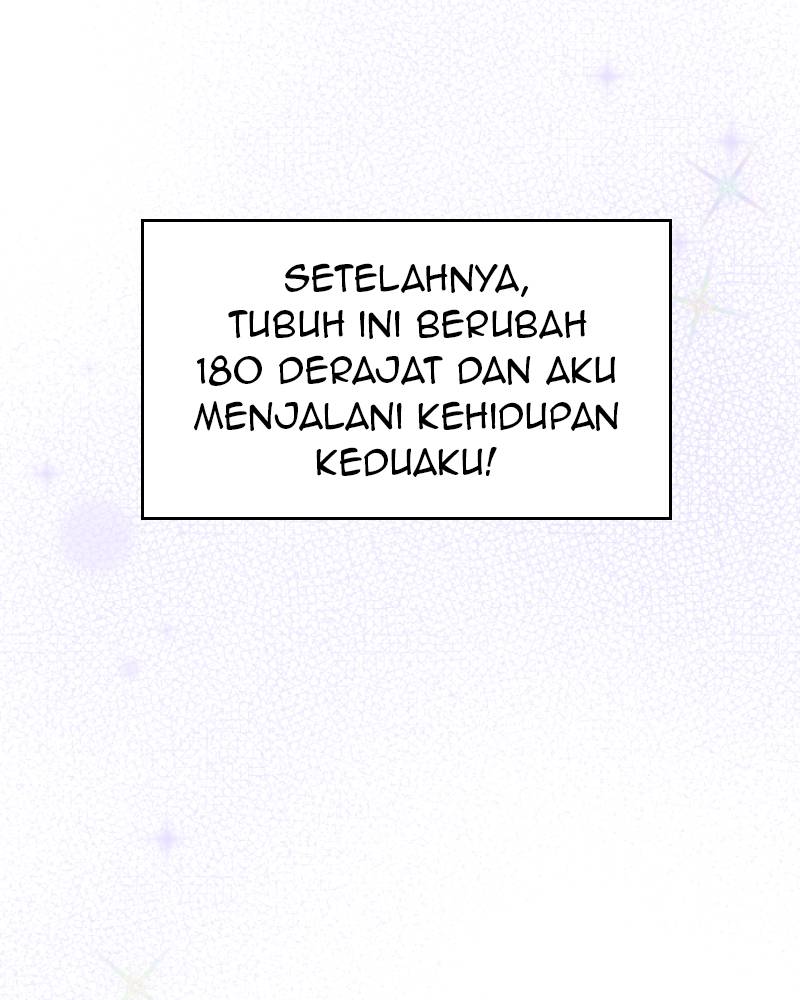 SETELAHNYA,
TUBUH INI BERUBAH
180 DERAJAT DAN AKU
MENJALANI KEHIDUPAN
KEDUAKU!